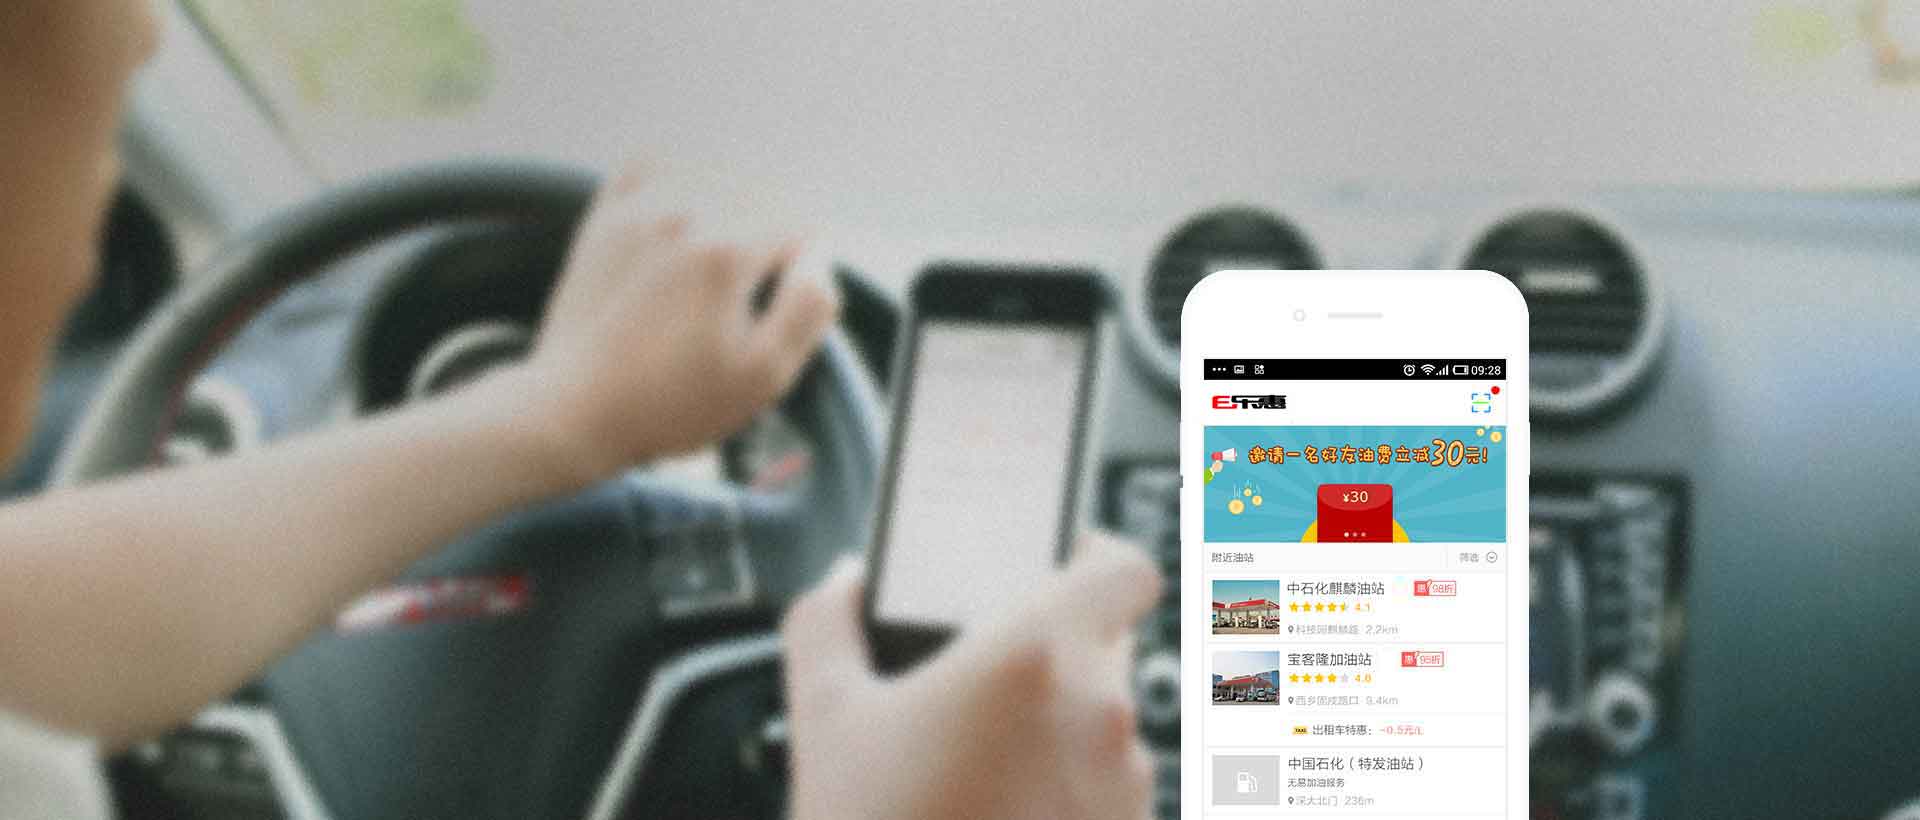 09:28
E乐惠
邀请一名好友油费立减30元!
¥30
附近油站 筛选
中石化麒麟油站 惠 98折
4.1
科技园麒麟路 2.2km
宝客隆加油站 惠 95折
4.0
西乡固戍路口 9.4km
TAXI 出租车特惠: -0.5元/L
中国石化（特发油站）
无易加油服务
深大北门 236m